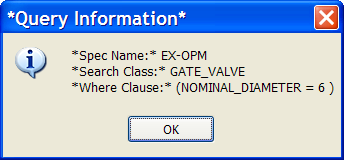 *Query Information*
*Spec Name:* EX-OPM
*Search Class:* GATE_VALVE
*Where Clause:* (NOMINAL_DIAMETER = 6 )
OK